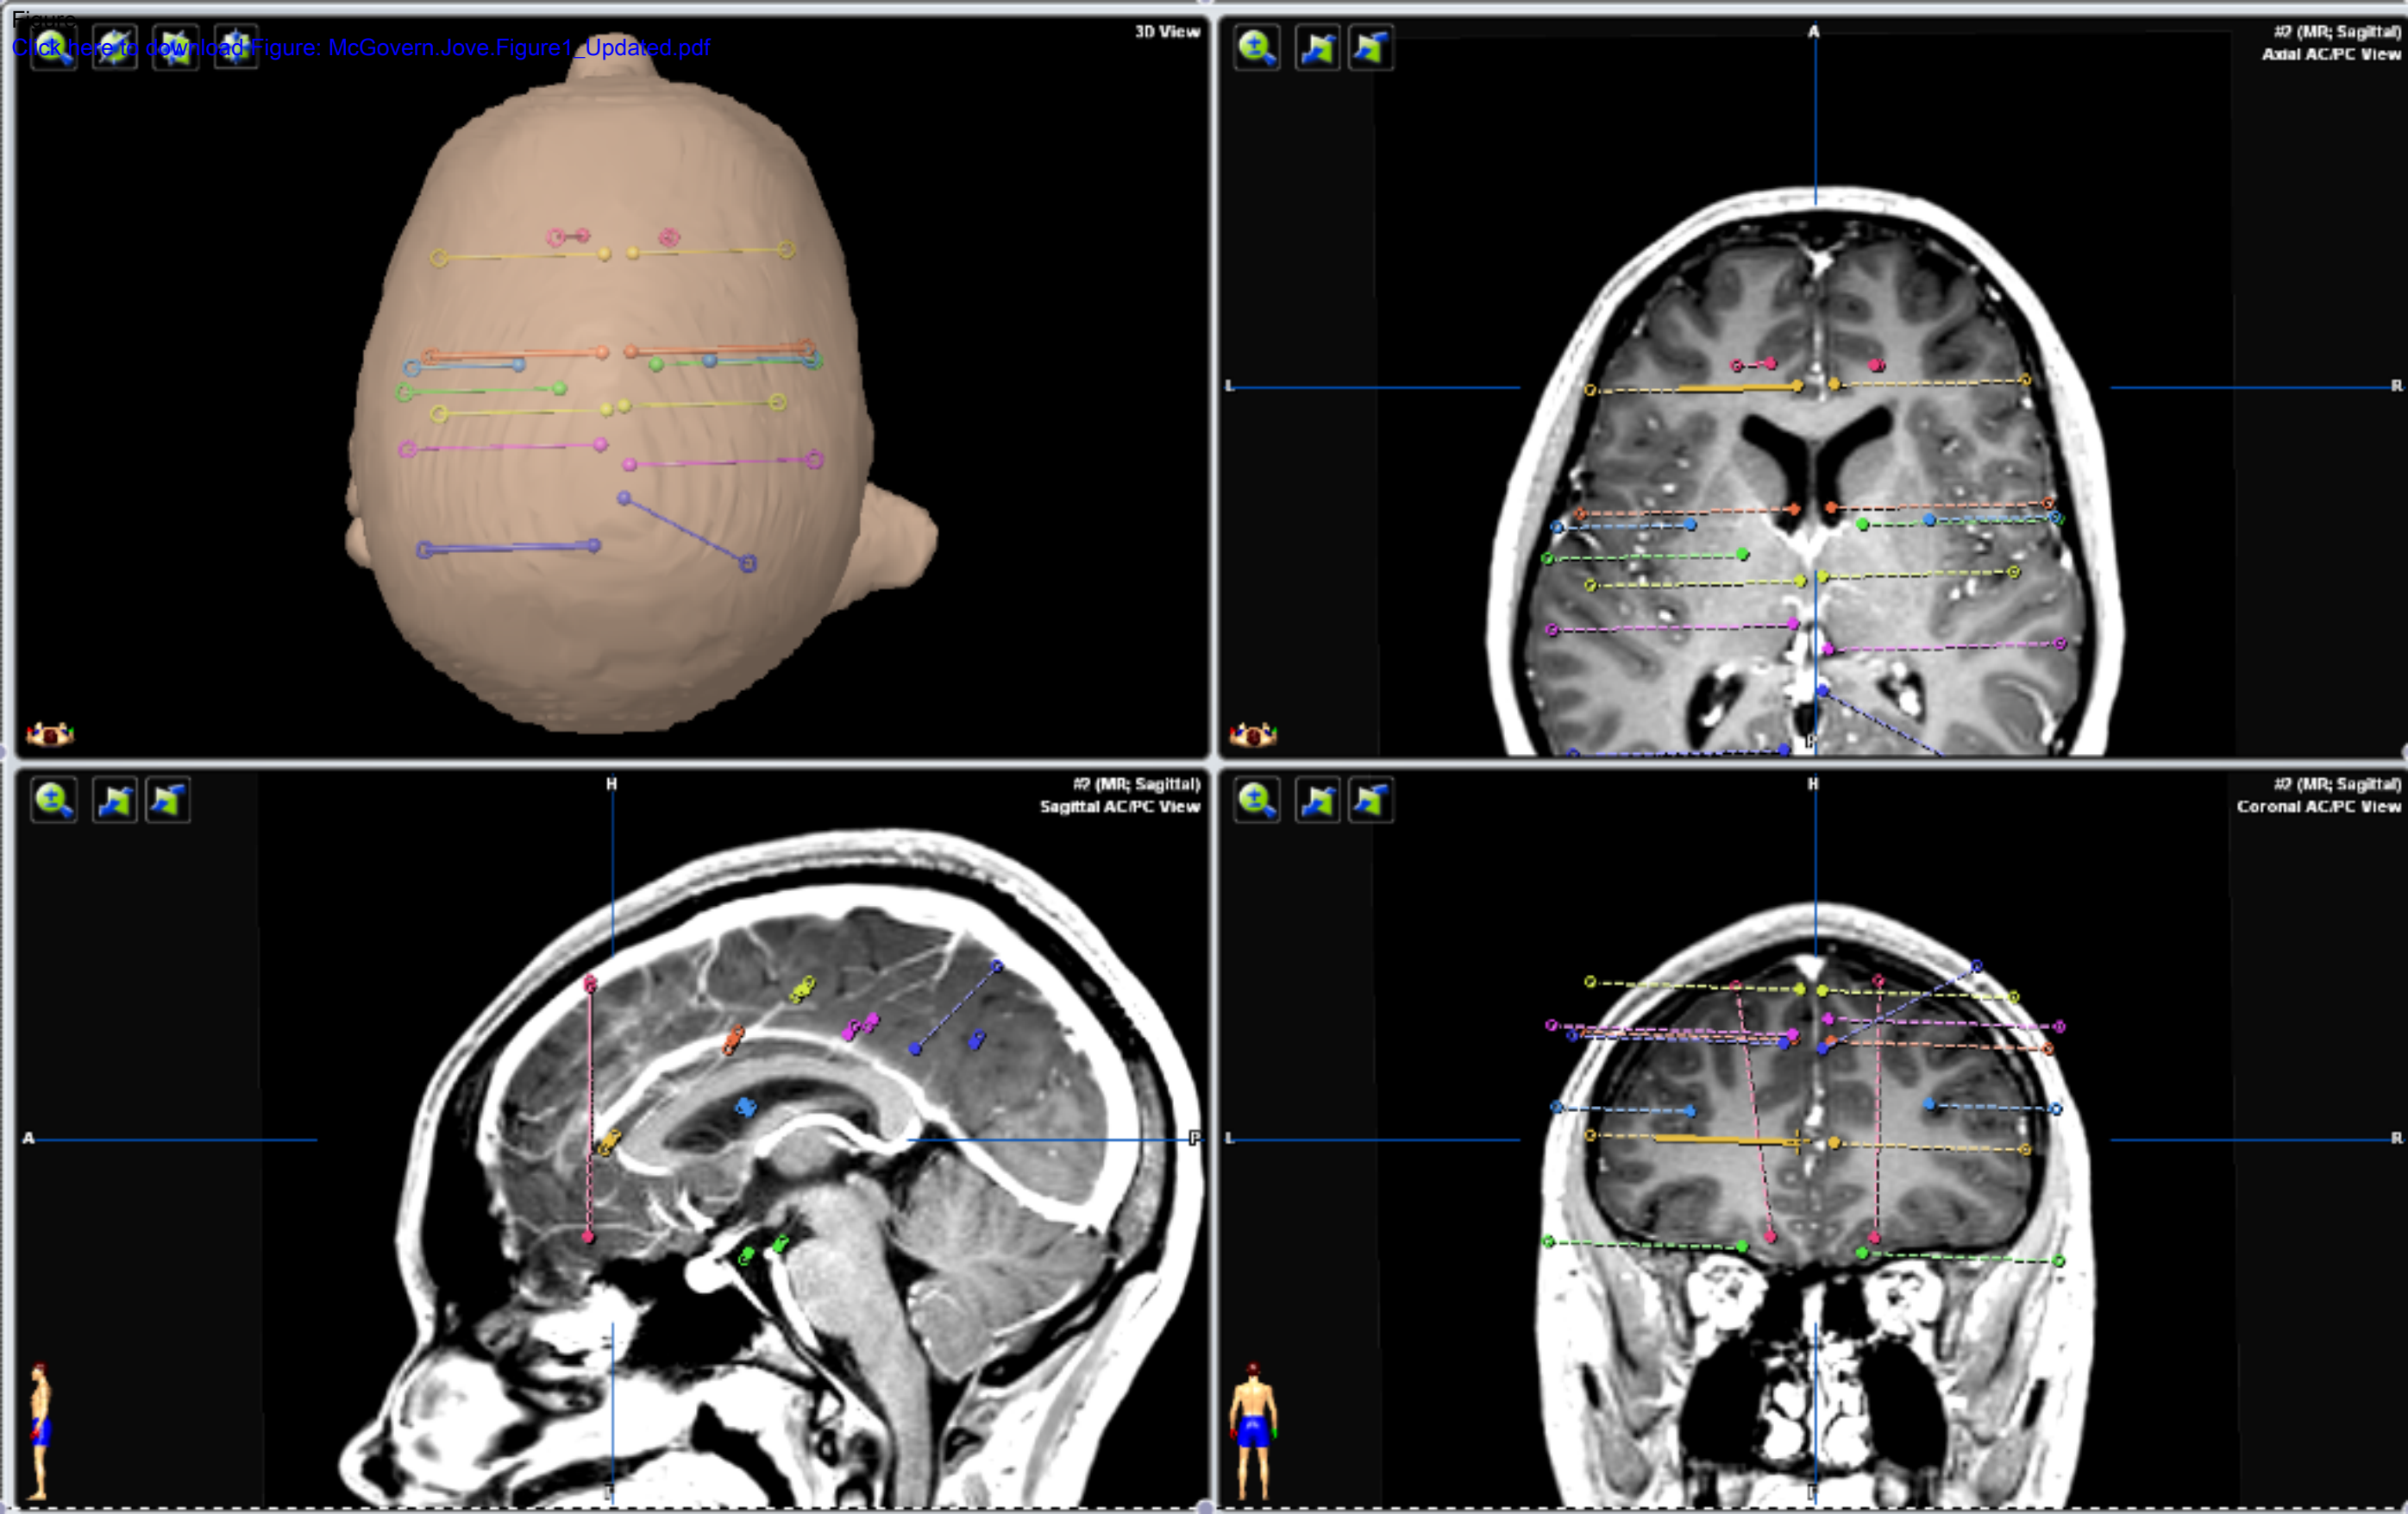 Figure
Click here to download Figure: McGovern.Jove.Figure1_Updated.pdf
3D View
#2 (MR; Sagittal)
Axial AC/PC View
A
L
R
P
#2 (MR; Sagittal)
Sagittal AC/PC View
H
A
P
#2 (MR; Sagittal)
Coronal AC/PC View
H
L
R